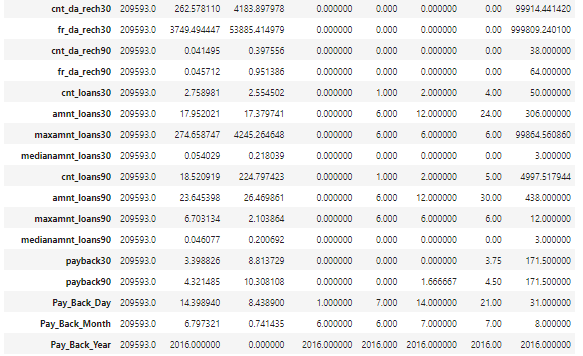 cnt_da_rech30 209593.0 262.578110 4183.897978 0.000000 0.000 0.000000 0.00 99914.441420
fr_da_rech30 209593.0 3749.494447 53885.414979 0.000000 0.000 0.000000 0.00 999809.240100
cnt_da_rech90 209593.0 0.041495 0.397556 0.000000 0.000 0.000000 0.00 38.000000
fr_da_rech90 209593.0 0.045712 0.951386 0.000000 0.000 0.000000 0.00 64.000000
cnt_loans30 209593.0 2.758981 2.554502 0.000000 1.000 2.000000 4.00 50.000000
amnt_loans30 209593.0 17.952021 17.379741 0.000000 6.000 12.000000 24.00 306.000000
maxamnt_loans30 209593.0 274.658747 4245.264648 0.000000 6.000 6.000000 6.00 99864.560860
medianamnt_loans30 209593.0 0.054029 0.218039 0.000000 0.000 0.000000 0.00 3.000000
cnt_loans90 209593.0 18.520919 224.797423 0.000000 1.000 2.000000 5.00 4997.517944
amnt_loans90 209593.0 23.645398 26.469861 0.000000 6.000 12.000000 30.00 438.000000
maxamnt_loans90 209593.0 6.703134 2.103864 0.000000 6.000 6.000000 6.00 12.000000
medianamnt_loans90 209593.0 0.046077 0.200692 0.000000 0.000 0.000000 0.00 3.000000
payback30 209593.0 3.398826 8.813729 0.000000 0.000 0.000000 3.75 171.500000
payback90 209593.0 4.321485 10.308108 0.000000 0.000 1.666667 4.50 171.500000
Pay_Back_Day 209593.0 14.398940 8.438900 1.000000 7.000 14.000000 21.00 31.000000
Pay_Back_Month 209593.0 6.797321 0.741435 6.000000 6.000 7.000000 7.00 8.000000
Pay_Back_Year 209593.0 2016.000000 0.000000 2016.000000 2016.000 2016.000000 2016.00 2016.000000